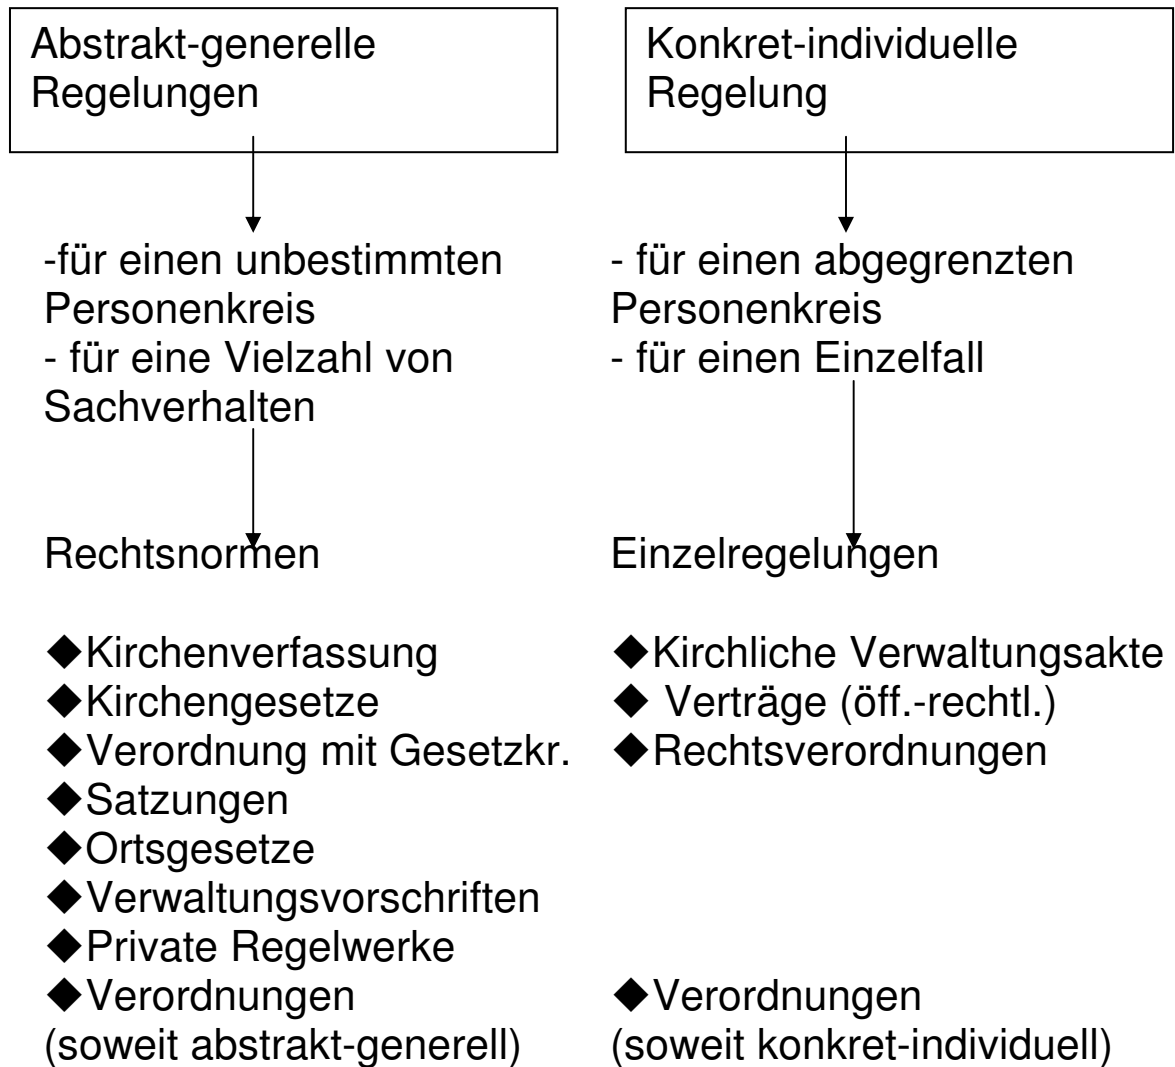 Abstrakt-generelle
Regelungen
-für einen unbestimmten
Personenkreis
- für eine Vielzahl von
Sachverhalten
Rechtsnormen
◆Kirchenverfassung
◆Kirchengesetze
◆Verordnung mit Gesetzkr.
◆Satzungen
◆Ortsgesetze
◆Verwaltungsvorschriften
◆Private Regelwerke
◆Verordnungen
(soweit abstrakt-generell)
Konkret-individuelle
Regelung
- für einen abgegrenzten
Personenkreis
- für einen Einzelfall
Einzelregelungen
◆Kirchliche Verwaltungsakte
◆ Verträge (öff.-rechtl.)
◆Rechtsverordnungen
◆Verordnungen
(soweit konkret-individuell)